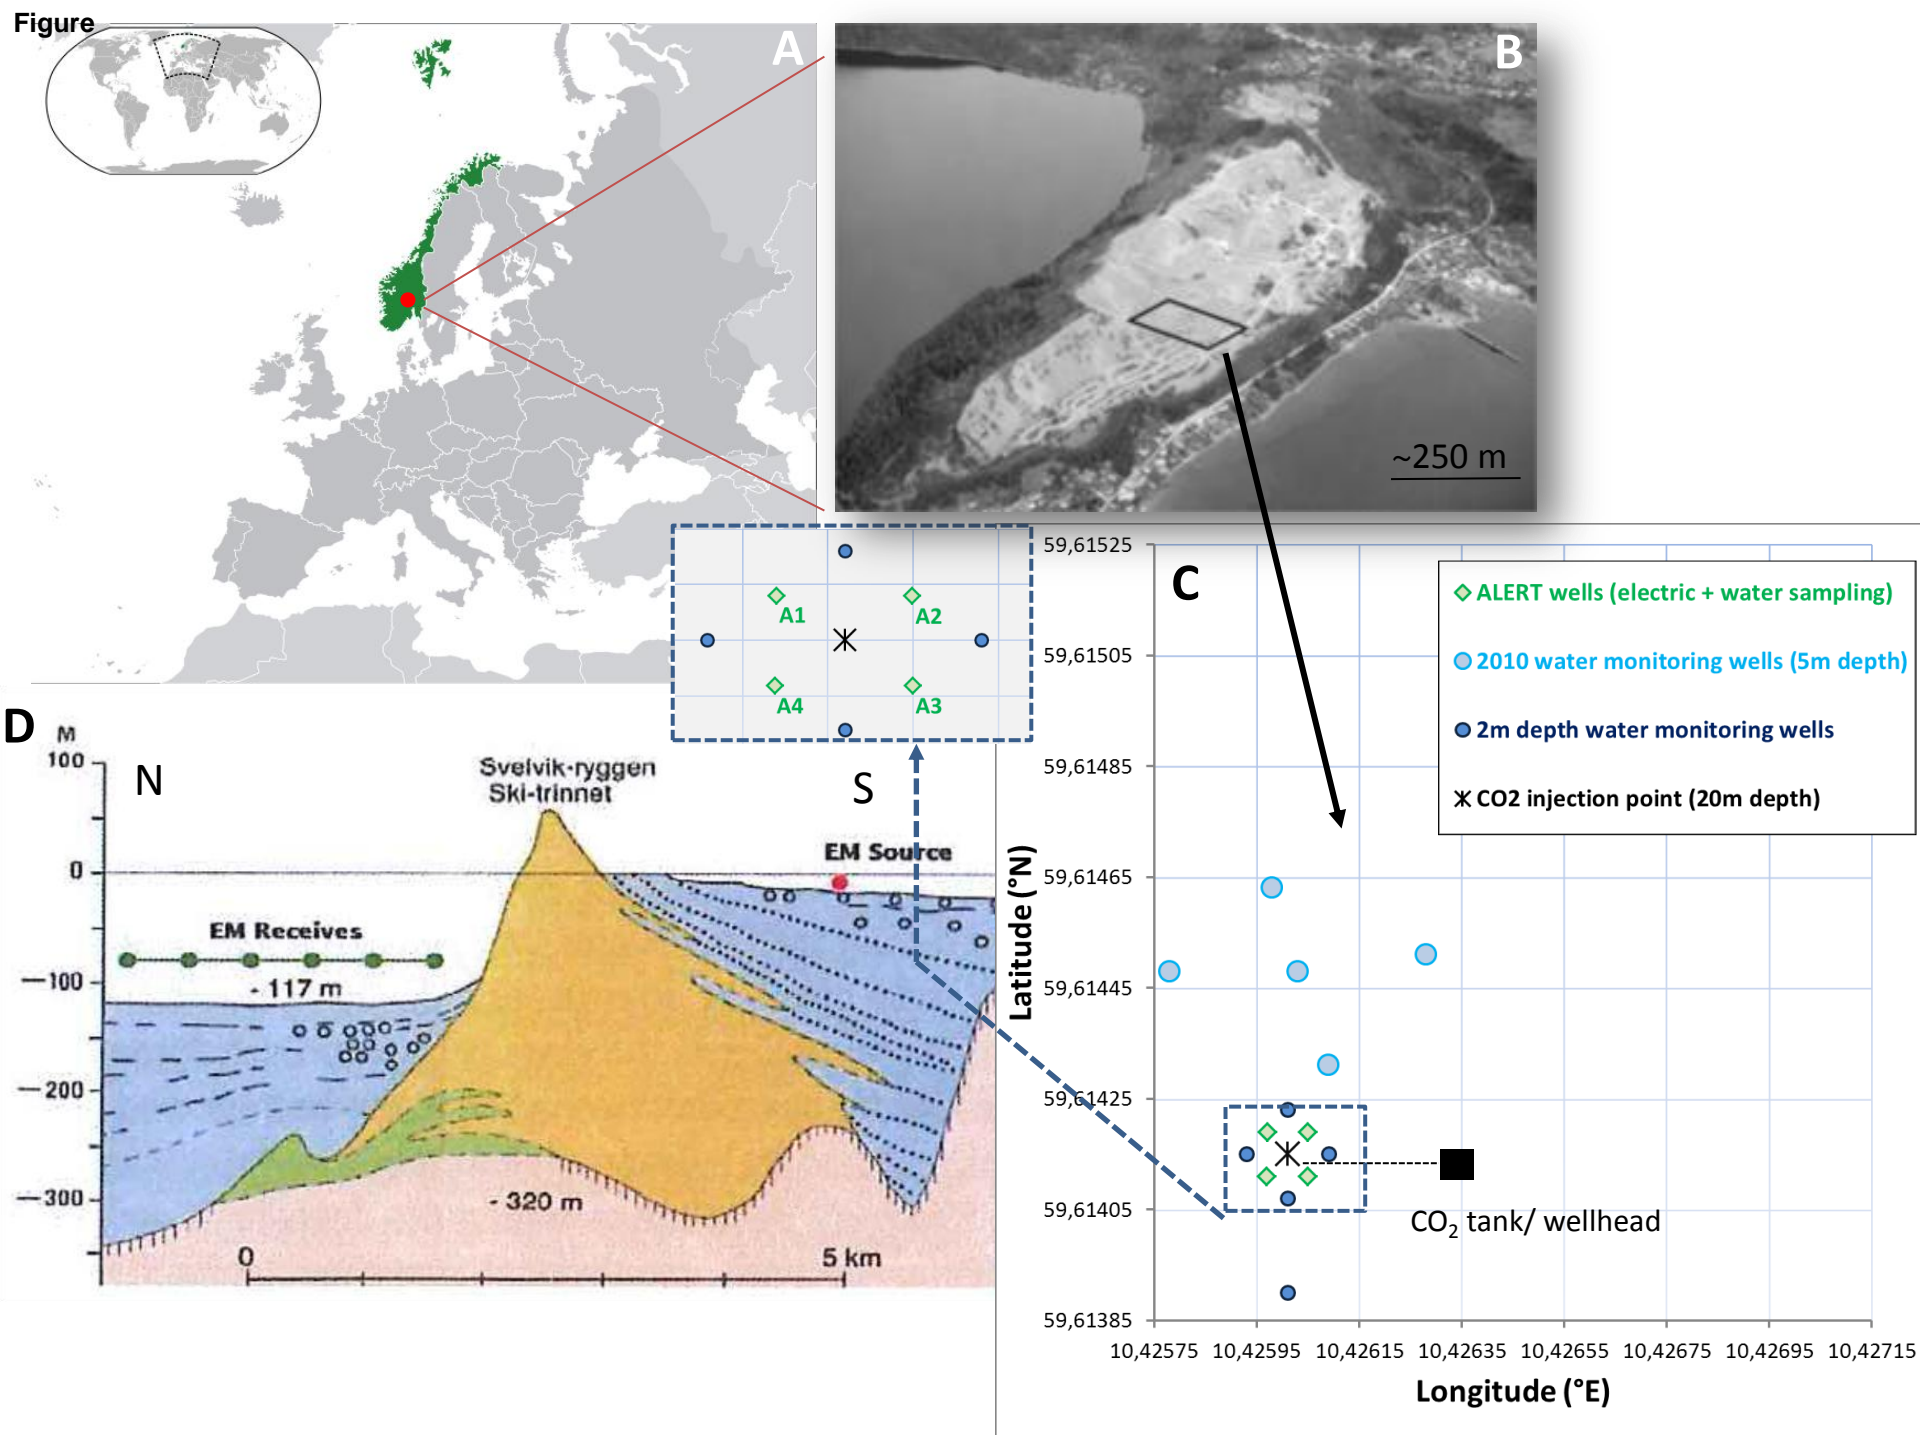 Figure
A
B
~250 m
A1
A2
A4
A3
C
59,61525
59,61505
59,61485
59,61465
59,61445
59,61425
59,61405
59,61385
Latitude (°N)
ALERT wells (electric + water sampling)
2010 water monitoring wells (5m depth)
2m depth water monitoring wells
CO2 injection point (20m depth)
CO2 tank/ wellhead
10,42575 10,42595 10,42615 10,42635 10,42655 10,42675 10,42695 10,42715
Longitude (°E)
D
M
100
0
—100
—200
—300
N
Svelvik-ryggen
Ski-trinnet
S
EM Source
EM Receives
- 117 m
- 320 m
0
5 km